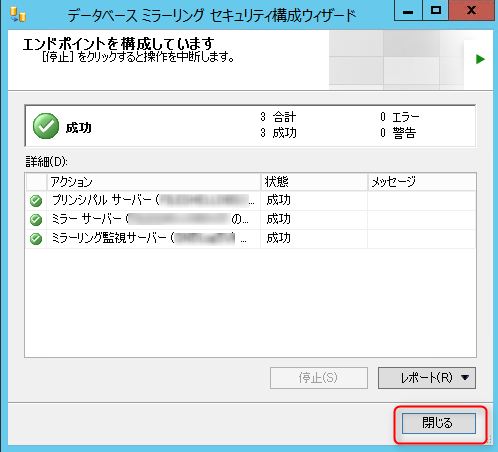 データベース ミラーリング セキュリティ構成ウィザード
エンドポイントを構成しています
[停止] をクリックすると操作を中断します。
成功
3 合計
0 エラー
3 成功
0 警告
詳細(D):
アクション
状態
メッセージ
プリンシパル サーバー (
...
成功
ミラー サーバー (
の...
成功
ミラーリング監視サーバー (
...
成功
停止(S)
レポート(R)
閉じる